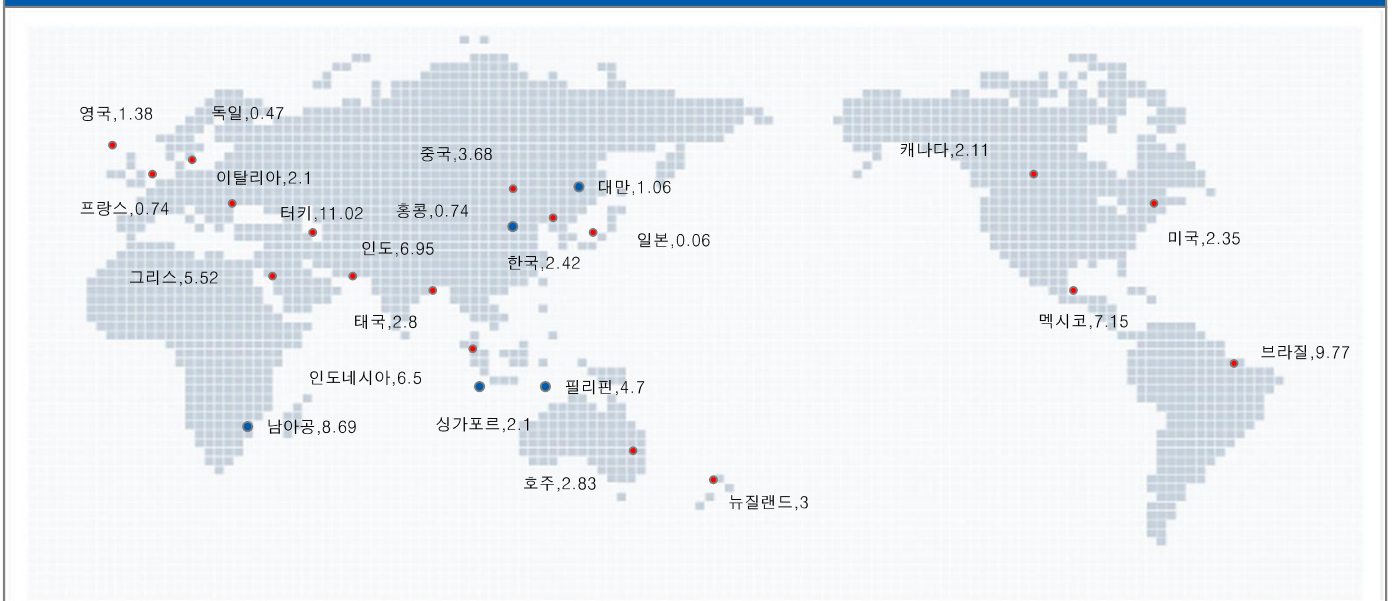 영국,1.38
독일,0.47
중국,3.68
캐나다,2.11
이탈리아,2.1
대만,1.06
프랑스,0.74
터키,11.02
홍콩,0.74
일본,0.06
미국,2.35
인도,6.95
한국,2.42
그리스,5.52
태국,2.8
멕시코,7.15
브라질,9.77
인도네시아,6.5
필리핀,4.7
남아공,8.69
싱가포르,2.1
호주,2.83
뉴질랜드,3